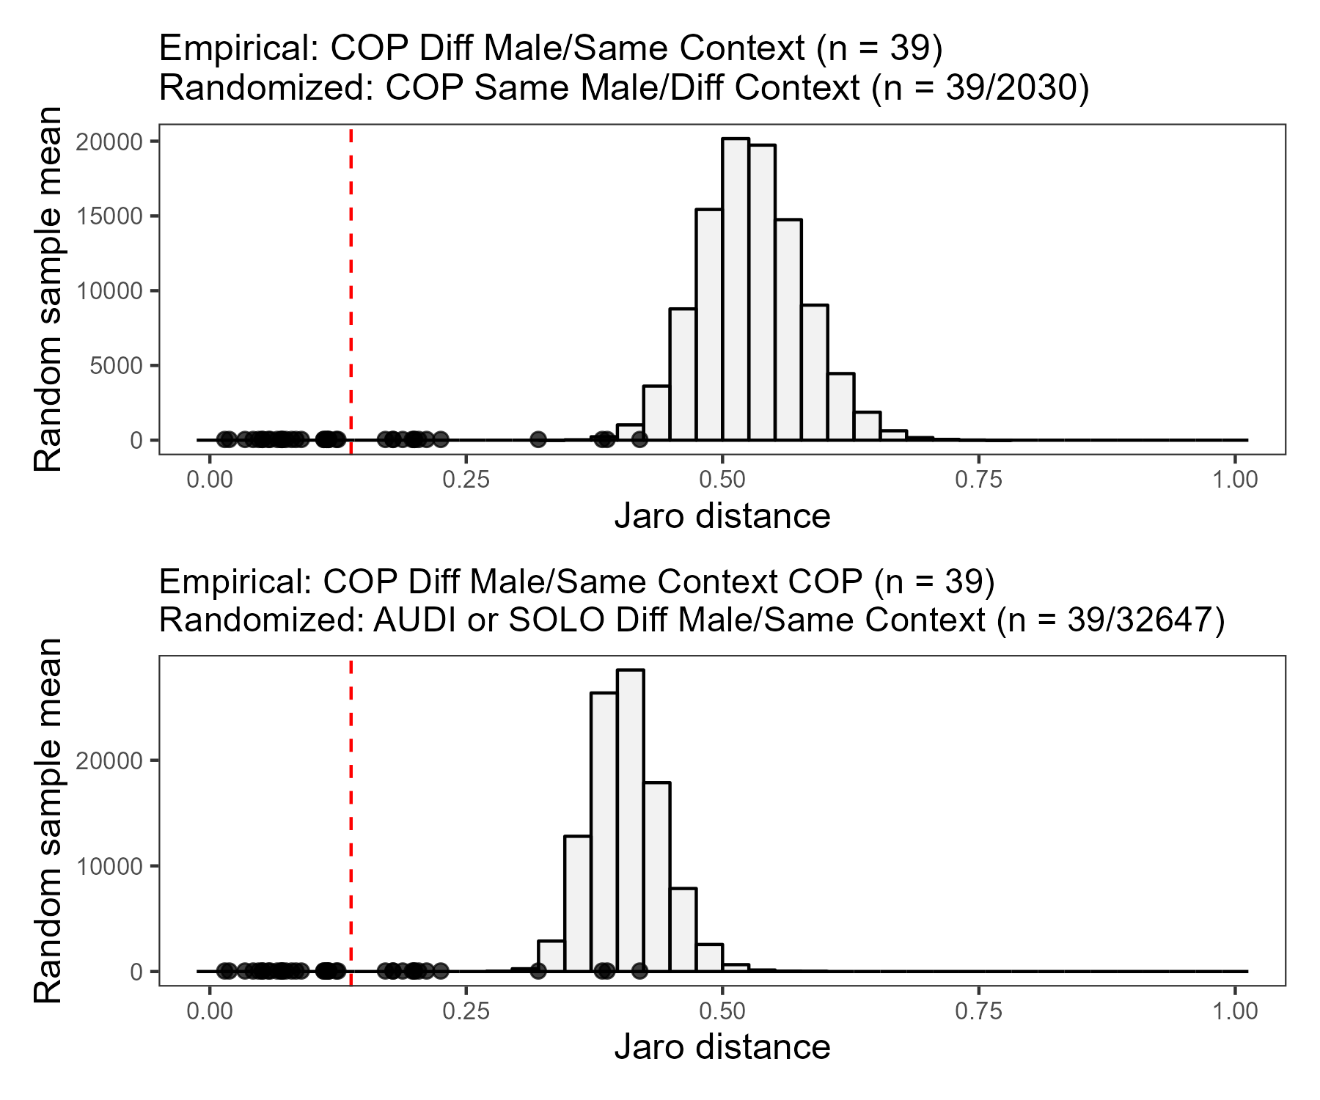 Empirical: COP Diff Male/Same Context (n = 39)
Randomized: COP Same Male/Diff Context (n = 39/2030)
Random sample mean
20000
15000
10000
5000
0
0.00 0.25 0.50 0.75 1.00
Jaro distance
Empirical: COP Diff Male/Same Context COP (n = 39)
Randomized: AUDI or SOLO Diff Male/Same Context (n = 39/32647)
Random sample mean
20000
10000
0
0.00 0.25 0.50 0.75 1.00
Jaro distance